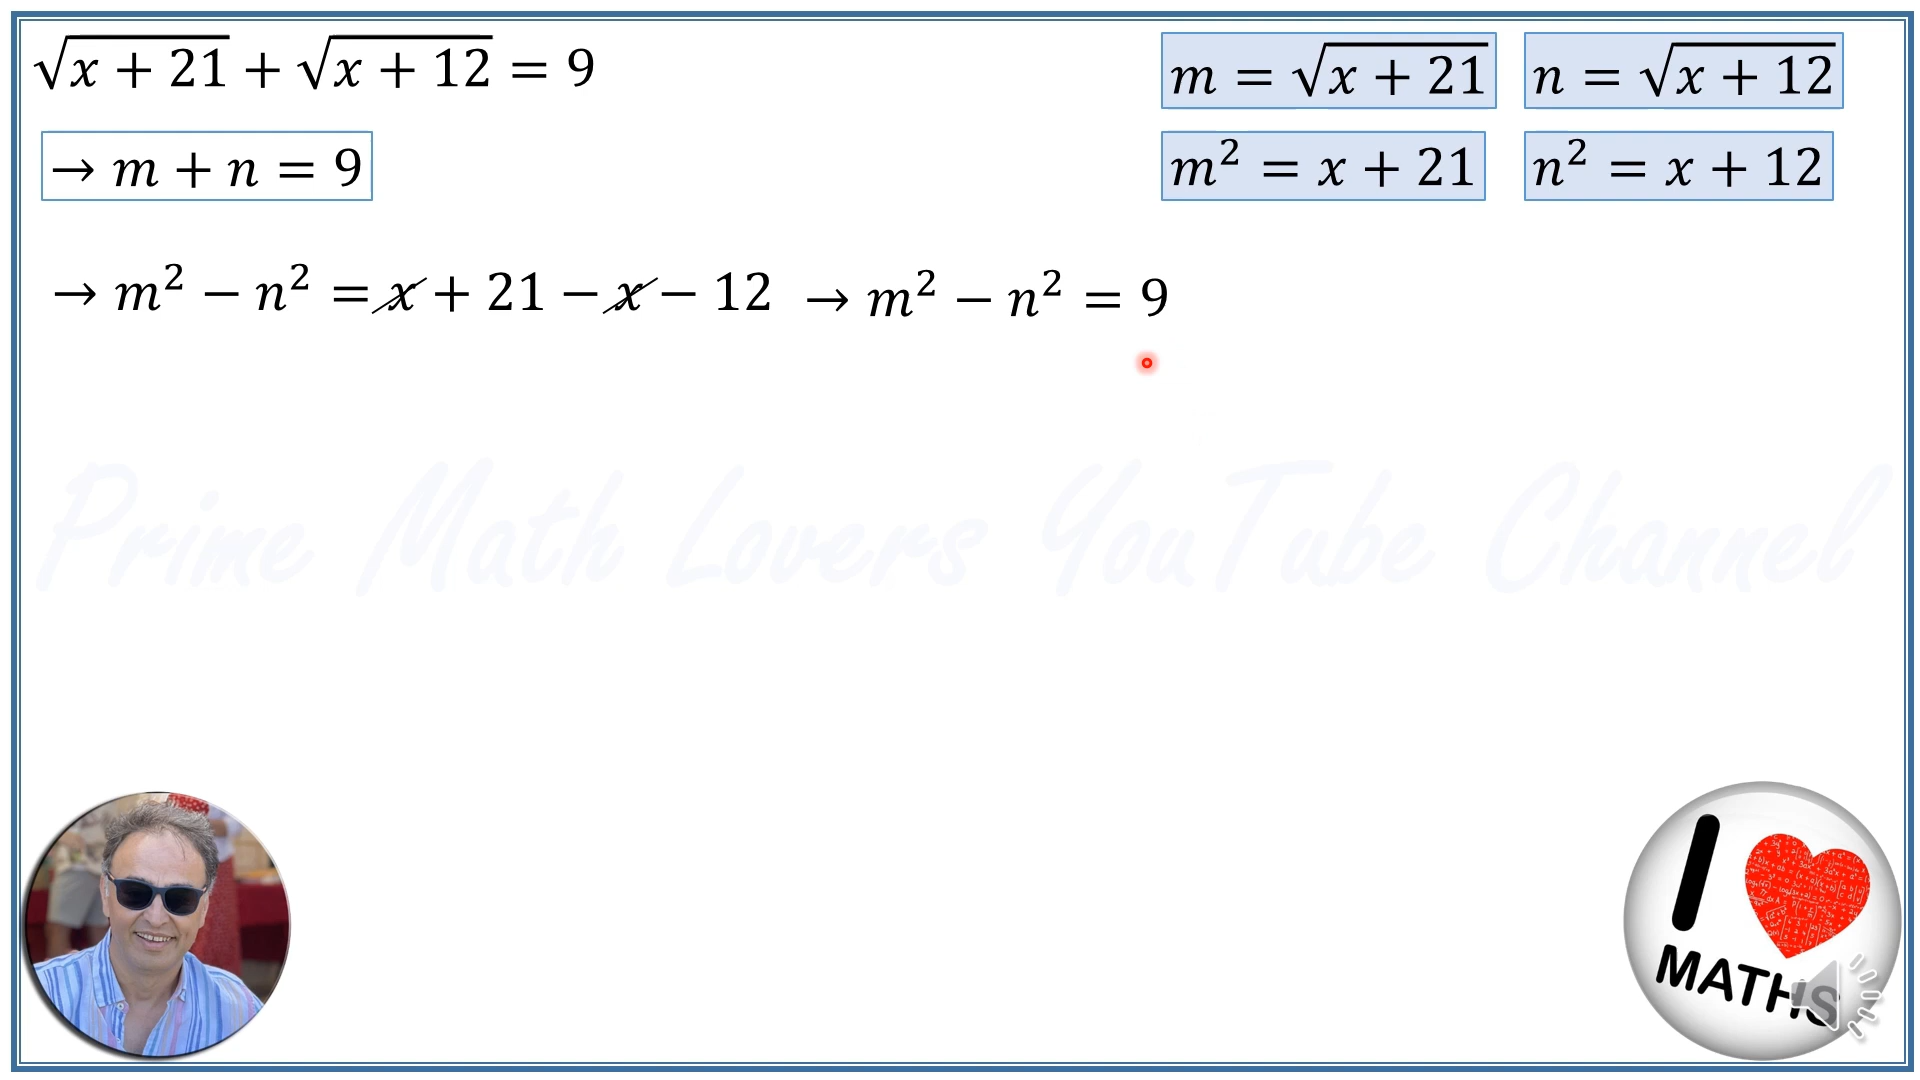 √(x + 21) + √(x + 12) = 9
m = √(x + 21)
n = √(x + 12)
→ m + n = 9
m² = x + 21
n² = x + 12
→ m² − n² = x + 21 − x − 12 → m² − n² = 9
Prime Math Lovers YouTube Channel
I
MATHS